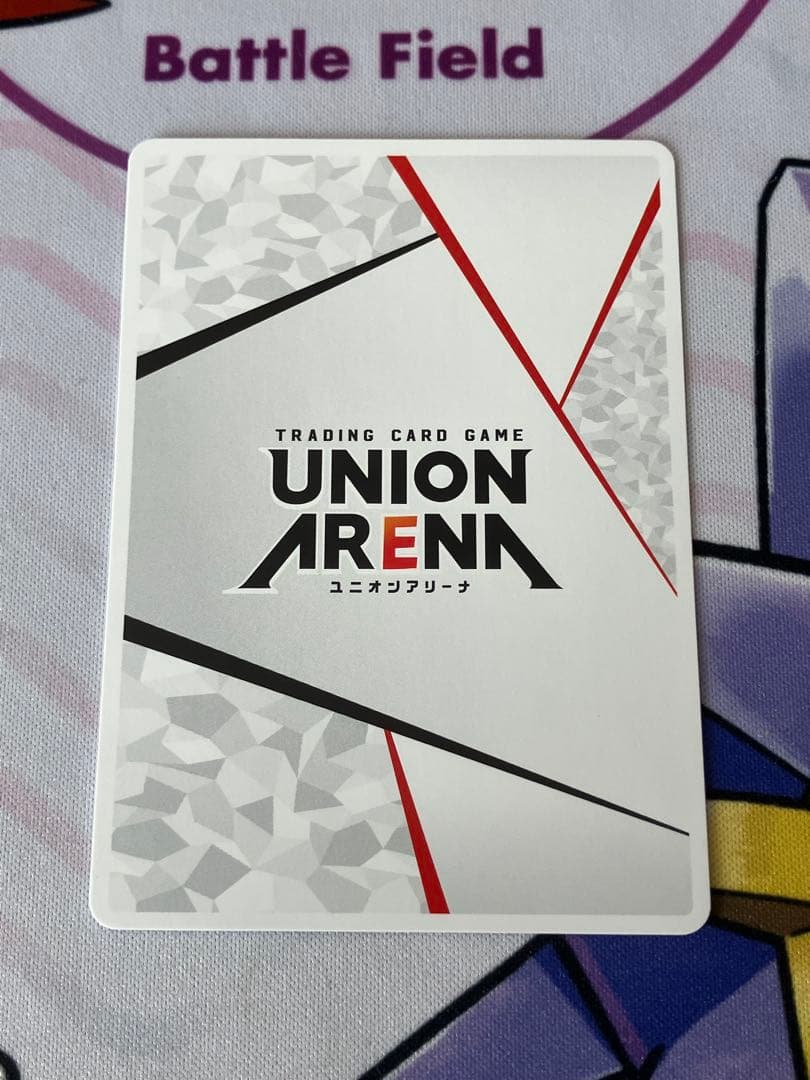 Battle Field
TRADING CARD GAME
UNION
ARENA
ユニオンアリーナ